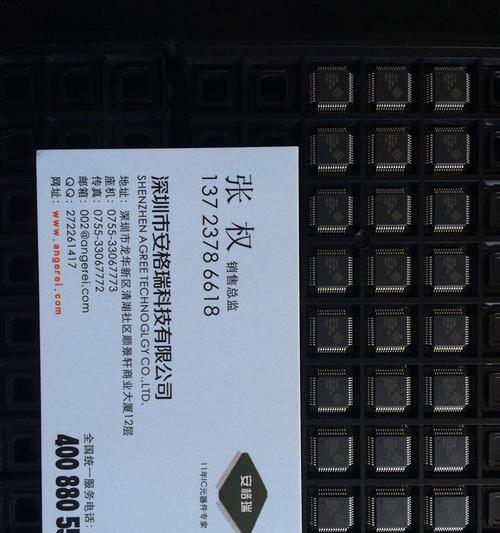 张 权 销售总监
137 2378 6618
深圳市安格瑞科技有限公司
SHENZHEN AGREE TECHNOLGLGY CO.,LTD.
地址：深圳市龙华新区清湖社区顺景轩商业大厦12层
座机：0755-33067773
传真：0725-33067772
邮箱：002@angerei.com
QQ：272261417
网址：www.angerei.com
安格瑞
11年IC元器件专家
全国统一服务电话：
400 880 55